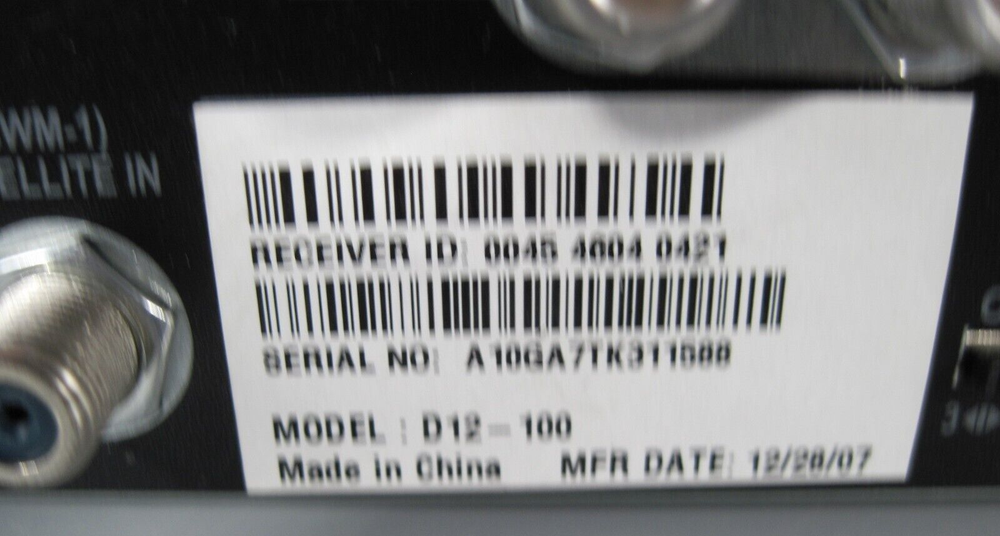 WM-1)
ELLITE IN
RECEIVER ID: 0045 4604 0421
SERIAL NO:
MODEL : D12-100
Made in China MFR DATE: 12/28/07